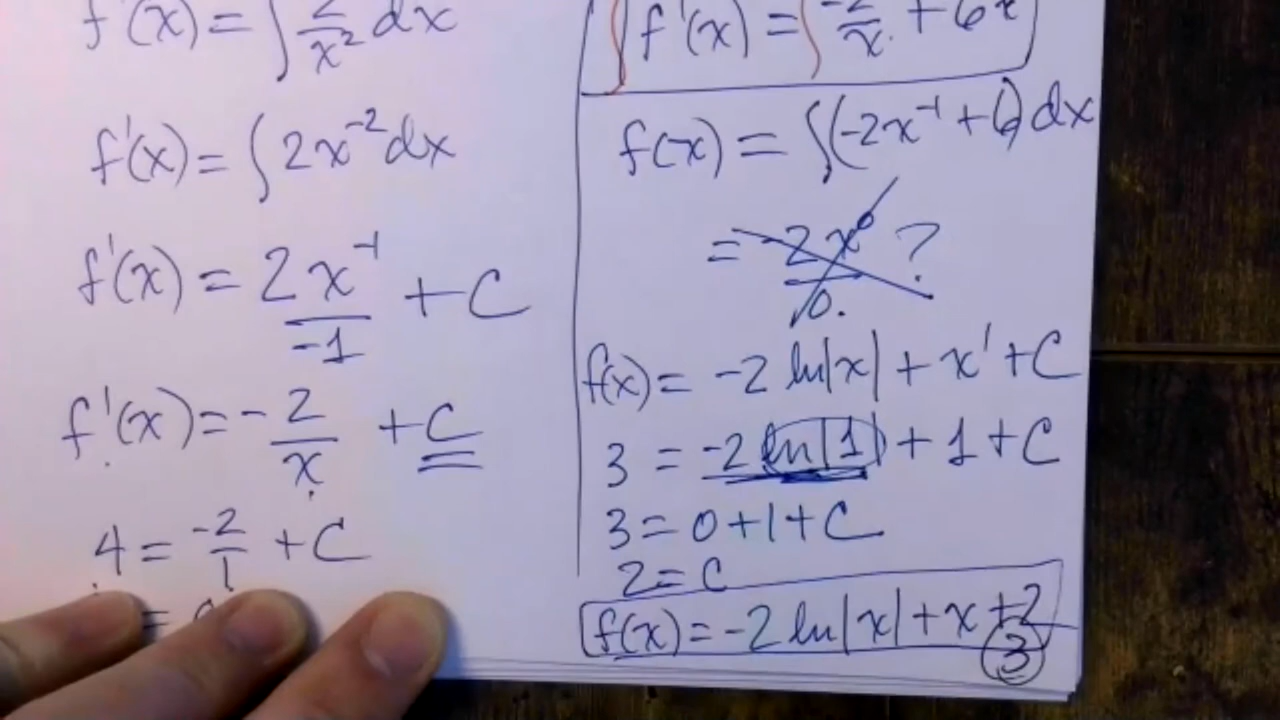 f'(x) = ∫ 2/x² dx
f'(x) = ∫ 2x⁻² dx
f'(x) = 2x⁻¹/-1 + C
f'(x) = -2/x + C
4 = -2/1 + C
∫ f'(x) = ∫ -2/x + 6
f(x) = ∫(-2x⁻¹ + 6) dx
= -2x⁰/0. ?
f(x) = -2 ln|x| + x¹ + C
3 = -2 ln|1| + 1 + C
3 = 0 + 1 + C
2 = C
f(x) = -2 ln|x| + x + 2
3